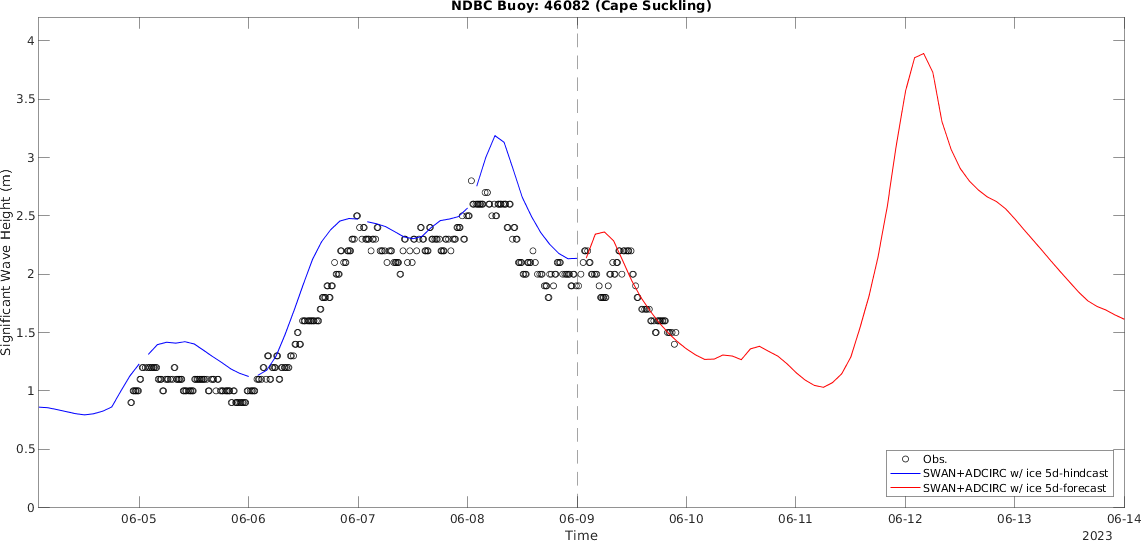 NDBC Buoy: 46082 (Cape Suckling)
Significant Wave Height (m)
4
3.5
3
2.5
2
1.5
1
0.5
0
Obs.
SWAN+ADCIRC w/ ice 5d-hindcast
SWAN+ADCIRC w/ ice 5d-forecast
06-05 06-06 06-07 06-08 06-09 06-10 06-11 06-12 06-13 06-14
Time
2023